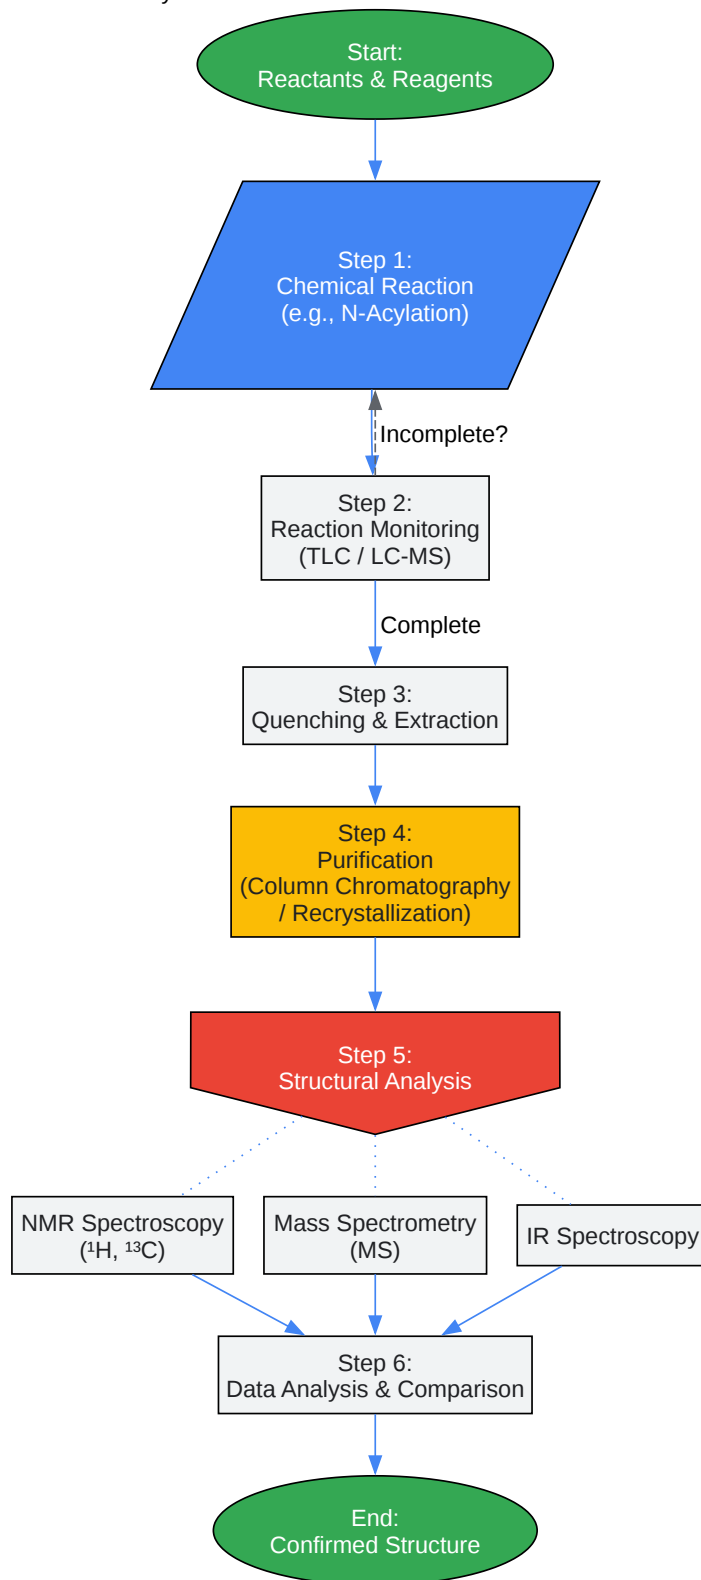 Start:
Reactants & Reagents
Step 1:
Chemical Reaction
(e.g., N-Acylation)
Incomplete?
Step 2:
Reaction Monitoring
(TLC / LC-MS)
Complete
Step 3:
Quenching & Extraction
Step 4:
Purification
(Column Chromatography
/ Recrystallization)
Step 5:
Structural Analysis
NMR Spectroscopy
(¹H, ¹³C)
Mass Spectrometry
(MS)
IR Spectroscopy
Step 6:
Data Analysis & Comparison
End:
Confirmed Structure